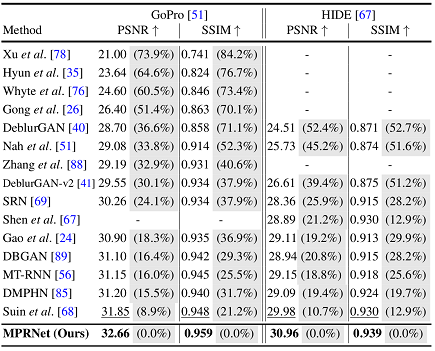 GoPro [51] HIDE [67]
Method PSNR ↑ SSIM ↑ PSNR ↑ SSIM ↑
Xu et al. [78] 21.00 (73.9%) 0.741 (84.2%) - -
Hyun et al. [35] 23.64 (64.6%) 0.824 (76.7%) - -
Whyte et al. [76] 24.60 (60.5%) 0.846 (73.4%) - -
Gong et al. [26] 26.40 (51.4%) 0.863 (70.1%) - -
DeblurGAN [40] 28.70 (36.6%) 0.858 (71.1%) 24.51 (52.4%) 0.871 (52.7%)
Nah et al. [51] 29.08 (33.8%) 0.914 (52.3%) 25.73 (45.2%) 0.874 (51.6%)
Zhang et al. [88] 29.19 (32.9%) 0.931 (40.6%) - -
DeblurGAN-v2 [41] 29.55 (30.1%) 0.934 (37.9%) 26.61 (39.4%) 0.875 (51.2%)
SRN [69] 30.26 (24.1%) 0.934 (37.9%) 28.36 (25.9%) 0.915 (28.2%)
Shen et al. [67] - - 28.89 (21.2%) 0.930 (12.9%)
Gao et al. [24] 30.90 (18.3%) 0.935 (36.9%) 29.11 (19.2%) 0.913 (29.9%)
DBGAN [89] 31.10 (16.4%) 0.942 (29.3%) 28.94 (20.8%) 0.915 (28.2%)
MT-RNN [56] 31.15 (16.0%) 0.945 (25.5%) 29.15 (18.8%) 0.918 (25.6%)
DMPHN [85] 31.20 (15.5%) 0.940 (31.7%) 29.09 (19.4%) 0.924 (19.7%)
Suin et al. [68] 31.85 (8.9%) 0.948 (21.2%) 29.98 (10.7%) 0.930 (12.9%)
MPRNet (Ours) 32.66 (0.0%) 0.959 (0.0%) 30.96 (0.0%) 0.939 (0.0%)